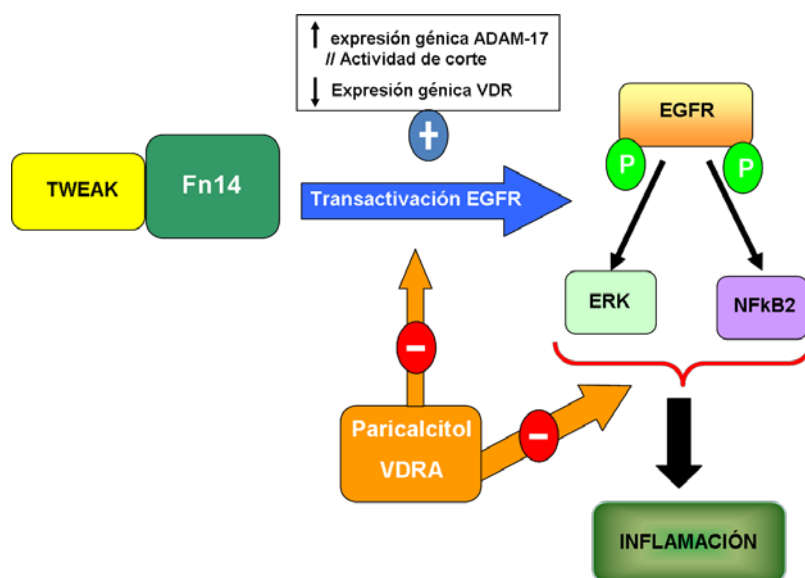 ↑ expresión génica ADAM-17
// Actividad de corte
↓ Expresión génica VDR
+
EGFR
P
P
TWEAK
Fn14
Transactivación EGFR
ERK
NFkB2
−
−
Paricalcitol
VDRA
INFLAMACIÓN